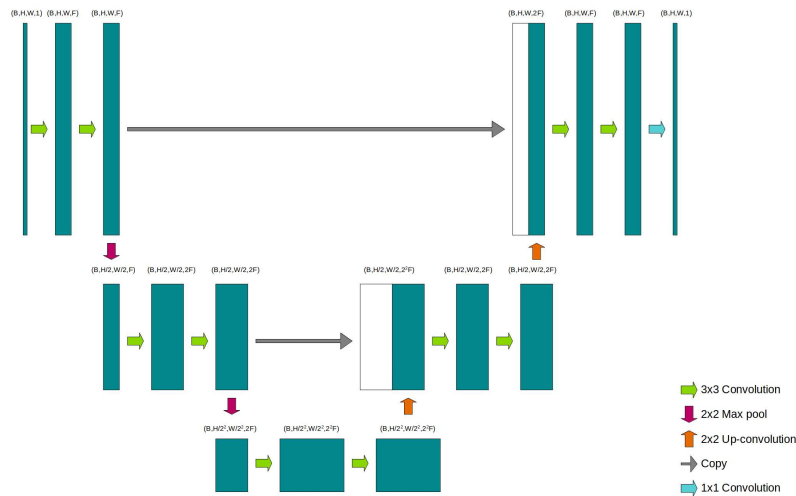 (B,H,W,1) (B,H,W,F) (B,H,W,F) (B,H,W,2F) (B,H,W,F) (B,H,W,F) (B,H,W,1)
(B,H/2,W/2,F) (B,H/2,W/2,2F) (B,H/2,W/2,2F) (B,H/2,W/2,2²F) (B,H/2,W/2,2F) (B,H/2,W/2,2F)
3x3 Convolution
2x2 Max pool
(B,H/2²,W/2²,2F) (B,H/2²,W/2²,2²F) (B,H/2²,W/2²,2²F)
2x2 Up-convolution
Copy
1x1 Convolution